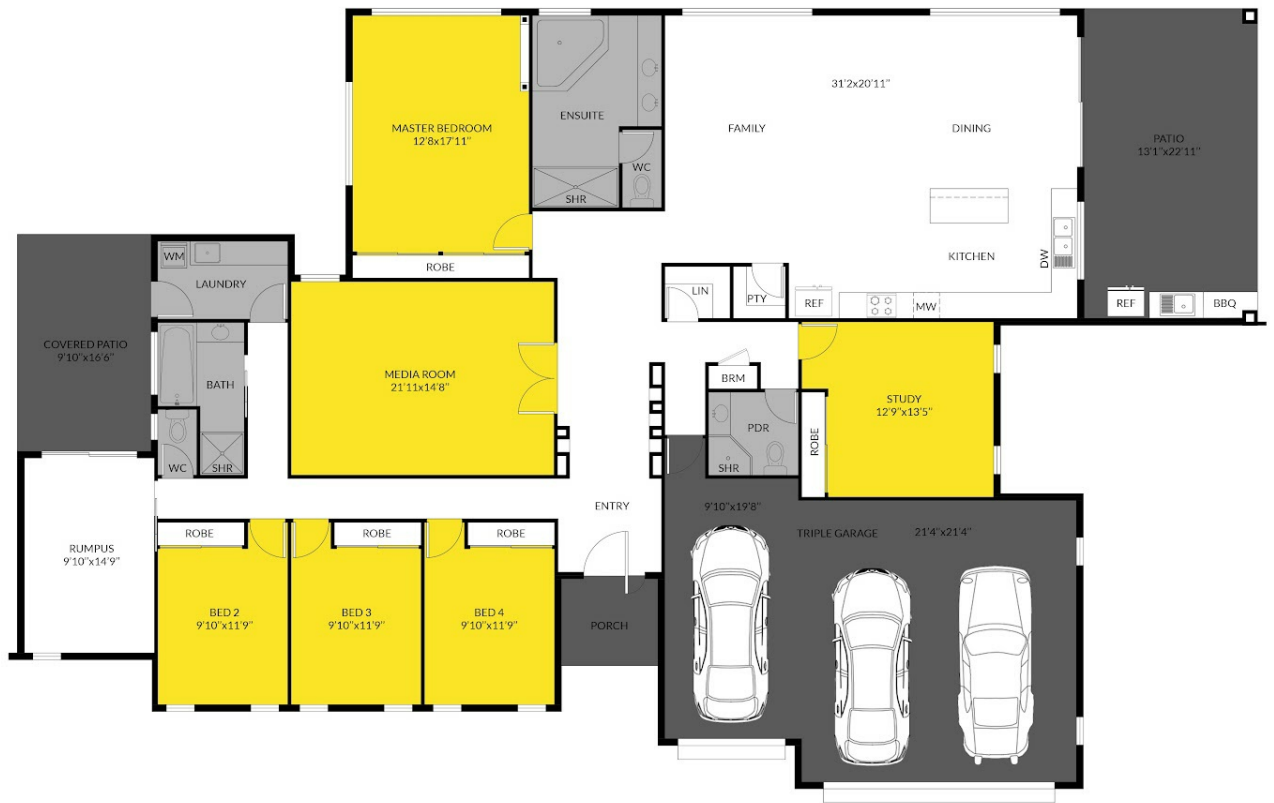 31'2x20'11''
MASTER BEDROOM
12'8x17'11''
ENSUITE
FAMILY
DINING
PATIO
13'1''x22'11''
WC
SHR
WM
ROBE
KITCHEN
DW
LAUNDRY
LIN
PTY
REF
MW
REF
BBQ
COVERED PATIO
9'10''x16'6''
BATH
MEDIA ROOM
21'11x14'8''
BRM
STUDY
12'9''x13'5''
PDR
ROBE
WC
SHR
SHR
ENTRY
9'10''x19'8''
TRIPLE GARAGE
21'4''x21'4''
ROBE
ROBE
ROBE
RUMPUS
9'10''x14'9''
BED 2
9'10''x11'9''
BED 3
9'10''x11'9''
BED 4
9'10''x11'9''
PORCH